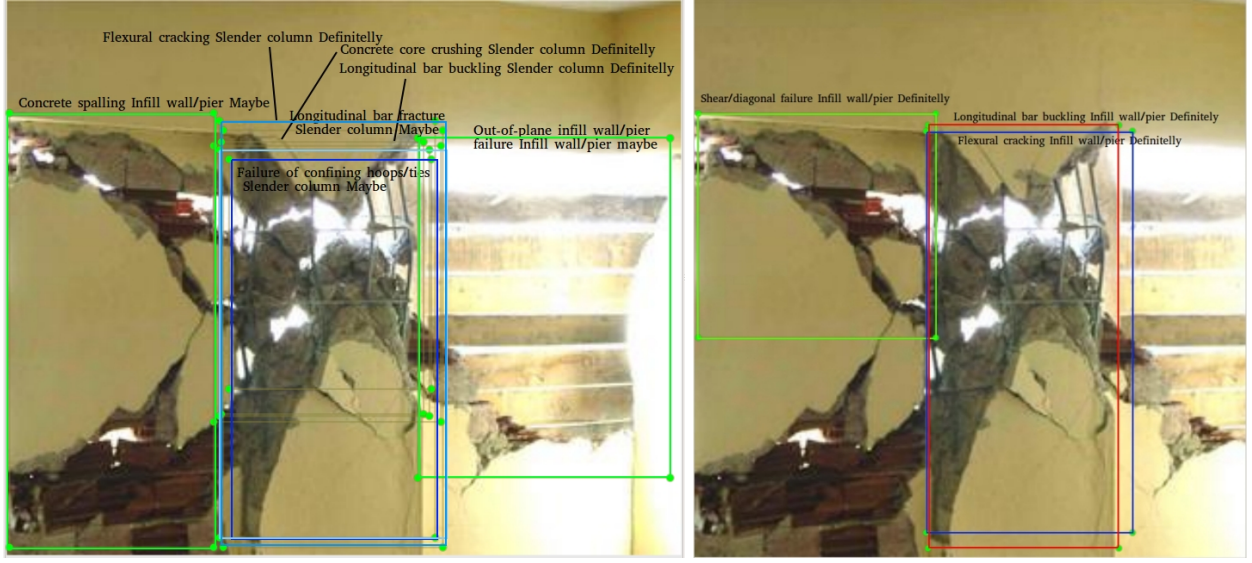 Flexural cracking Slender column Definitelly
Concrete core crushing Slender column Definitelly
Longitudinal bar buckling Slender column Definitelly
Concrete spalling Infill wall/pier Maybe
Longitudinal bar fracture
Slender column Maybe
Out-of-plane infill wall/pier
failure Infill wall/pier maybe
Failure of confining hoops/ties
Slender column Maybe
Shear/diagonal failure Infill wall/pier Definitelly
Longitudinal bar buckling Infill wall/pier Definitely
Flexural cracking Infill wall/pier Definitelly